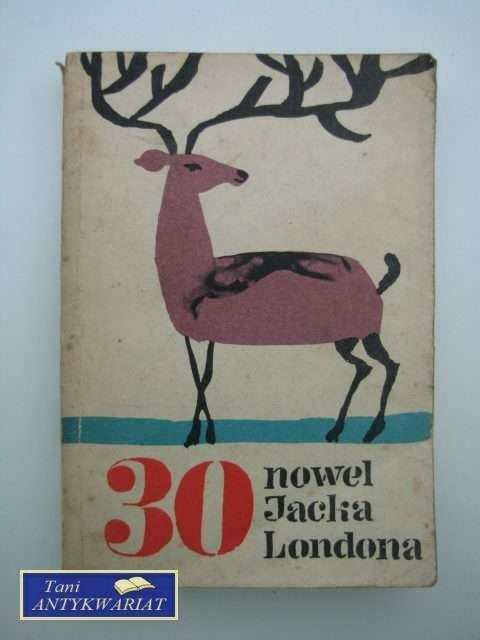 30
nowel
Jacka
Londona
Tani
ANTYKWARIAT